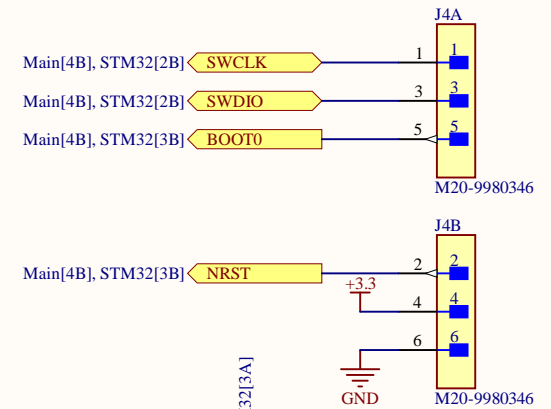 J4A
Main[4B], STM32[2B] SWCLK 1 1
Main[4B], STM32[2B] SWDIO 3 3
Main[4B], STM32[3B] BOOT0 5 5
M20-9980346
J4B
Main[4B], STM32[3B] NRST 2 2
+3.3
4 4
6 6
GND
M20-9980346
32[3A]